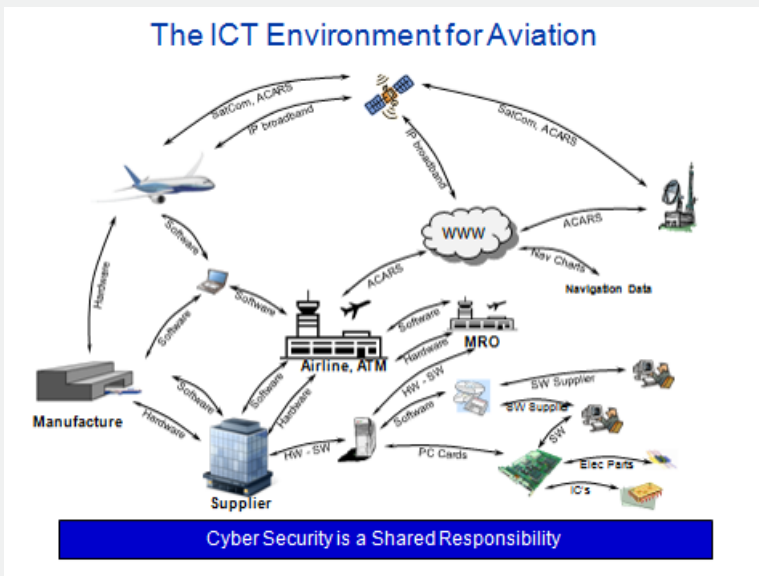 The ICT Environment for Aviation
SatCom, ACARS
IP broadband
SatCom, ACARS
IP broadband
WWW
ACARS
Nav Charts
Navigation Data
ACARS
Software
Hardware
Software
Software
Software
Hardware
Airline, ATM
MRO
Manufacture
Software
Hardware
Software
Hardware
HW - SW
Software
HW - SW
Supplier
SW Supplier
SW Supplier
SW
PC Cards
Elec Parts
IC's
Cyber Security is a Shared Responsibility